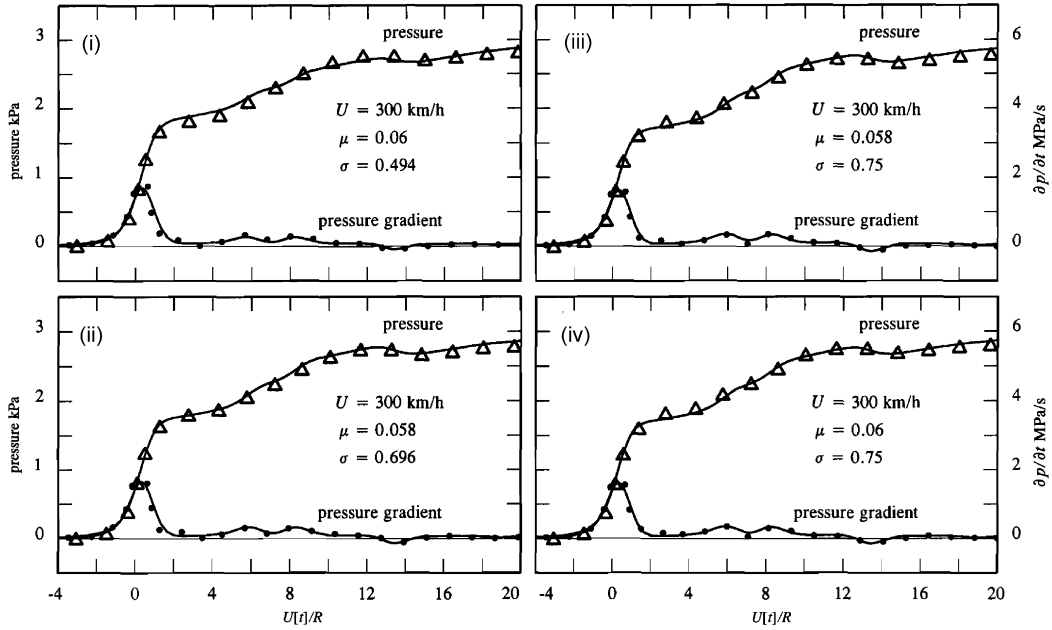 (i)
pressure
3
2
1
0
pressure kPa
U = 300 km/h
μ = 0.06
σ = 0.494
pressure gradient
(iii)
pressure
6
4
2
0
∂p/∂t MPa/s
U = 300 km/h
μ = 0.058
σ = 0.75
pressure gradient
(ii)
pressure
3
2
1
0
pressure kPa
U = 300 km/h
μ = 0.058
σ = 0.696
pressure gradient
-4 0 4 8 12 16 20
U[t]/R
(iv)
pressure
6
4
2
0
∂p/∂t MPa/s
U = 300 km/h
μ = 0.06
σ = 0.75
pressure gradient
-4 0 4 8 12 16 20
U[t]/R